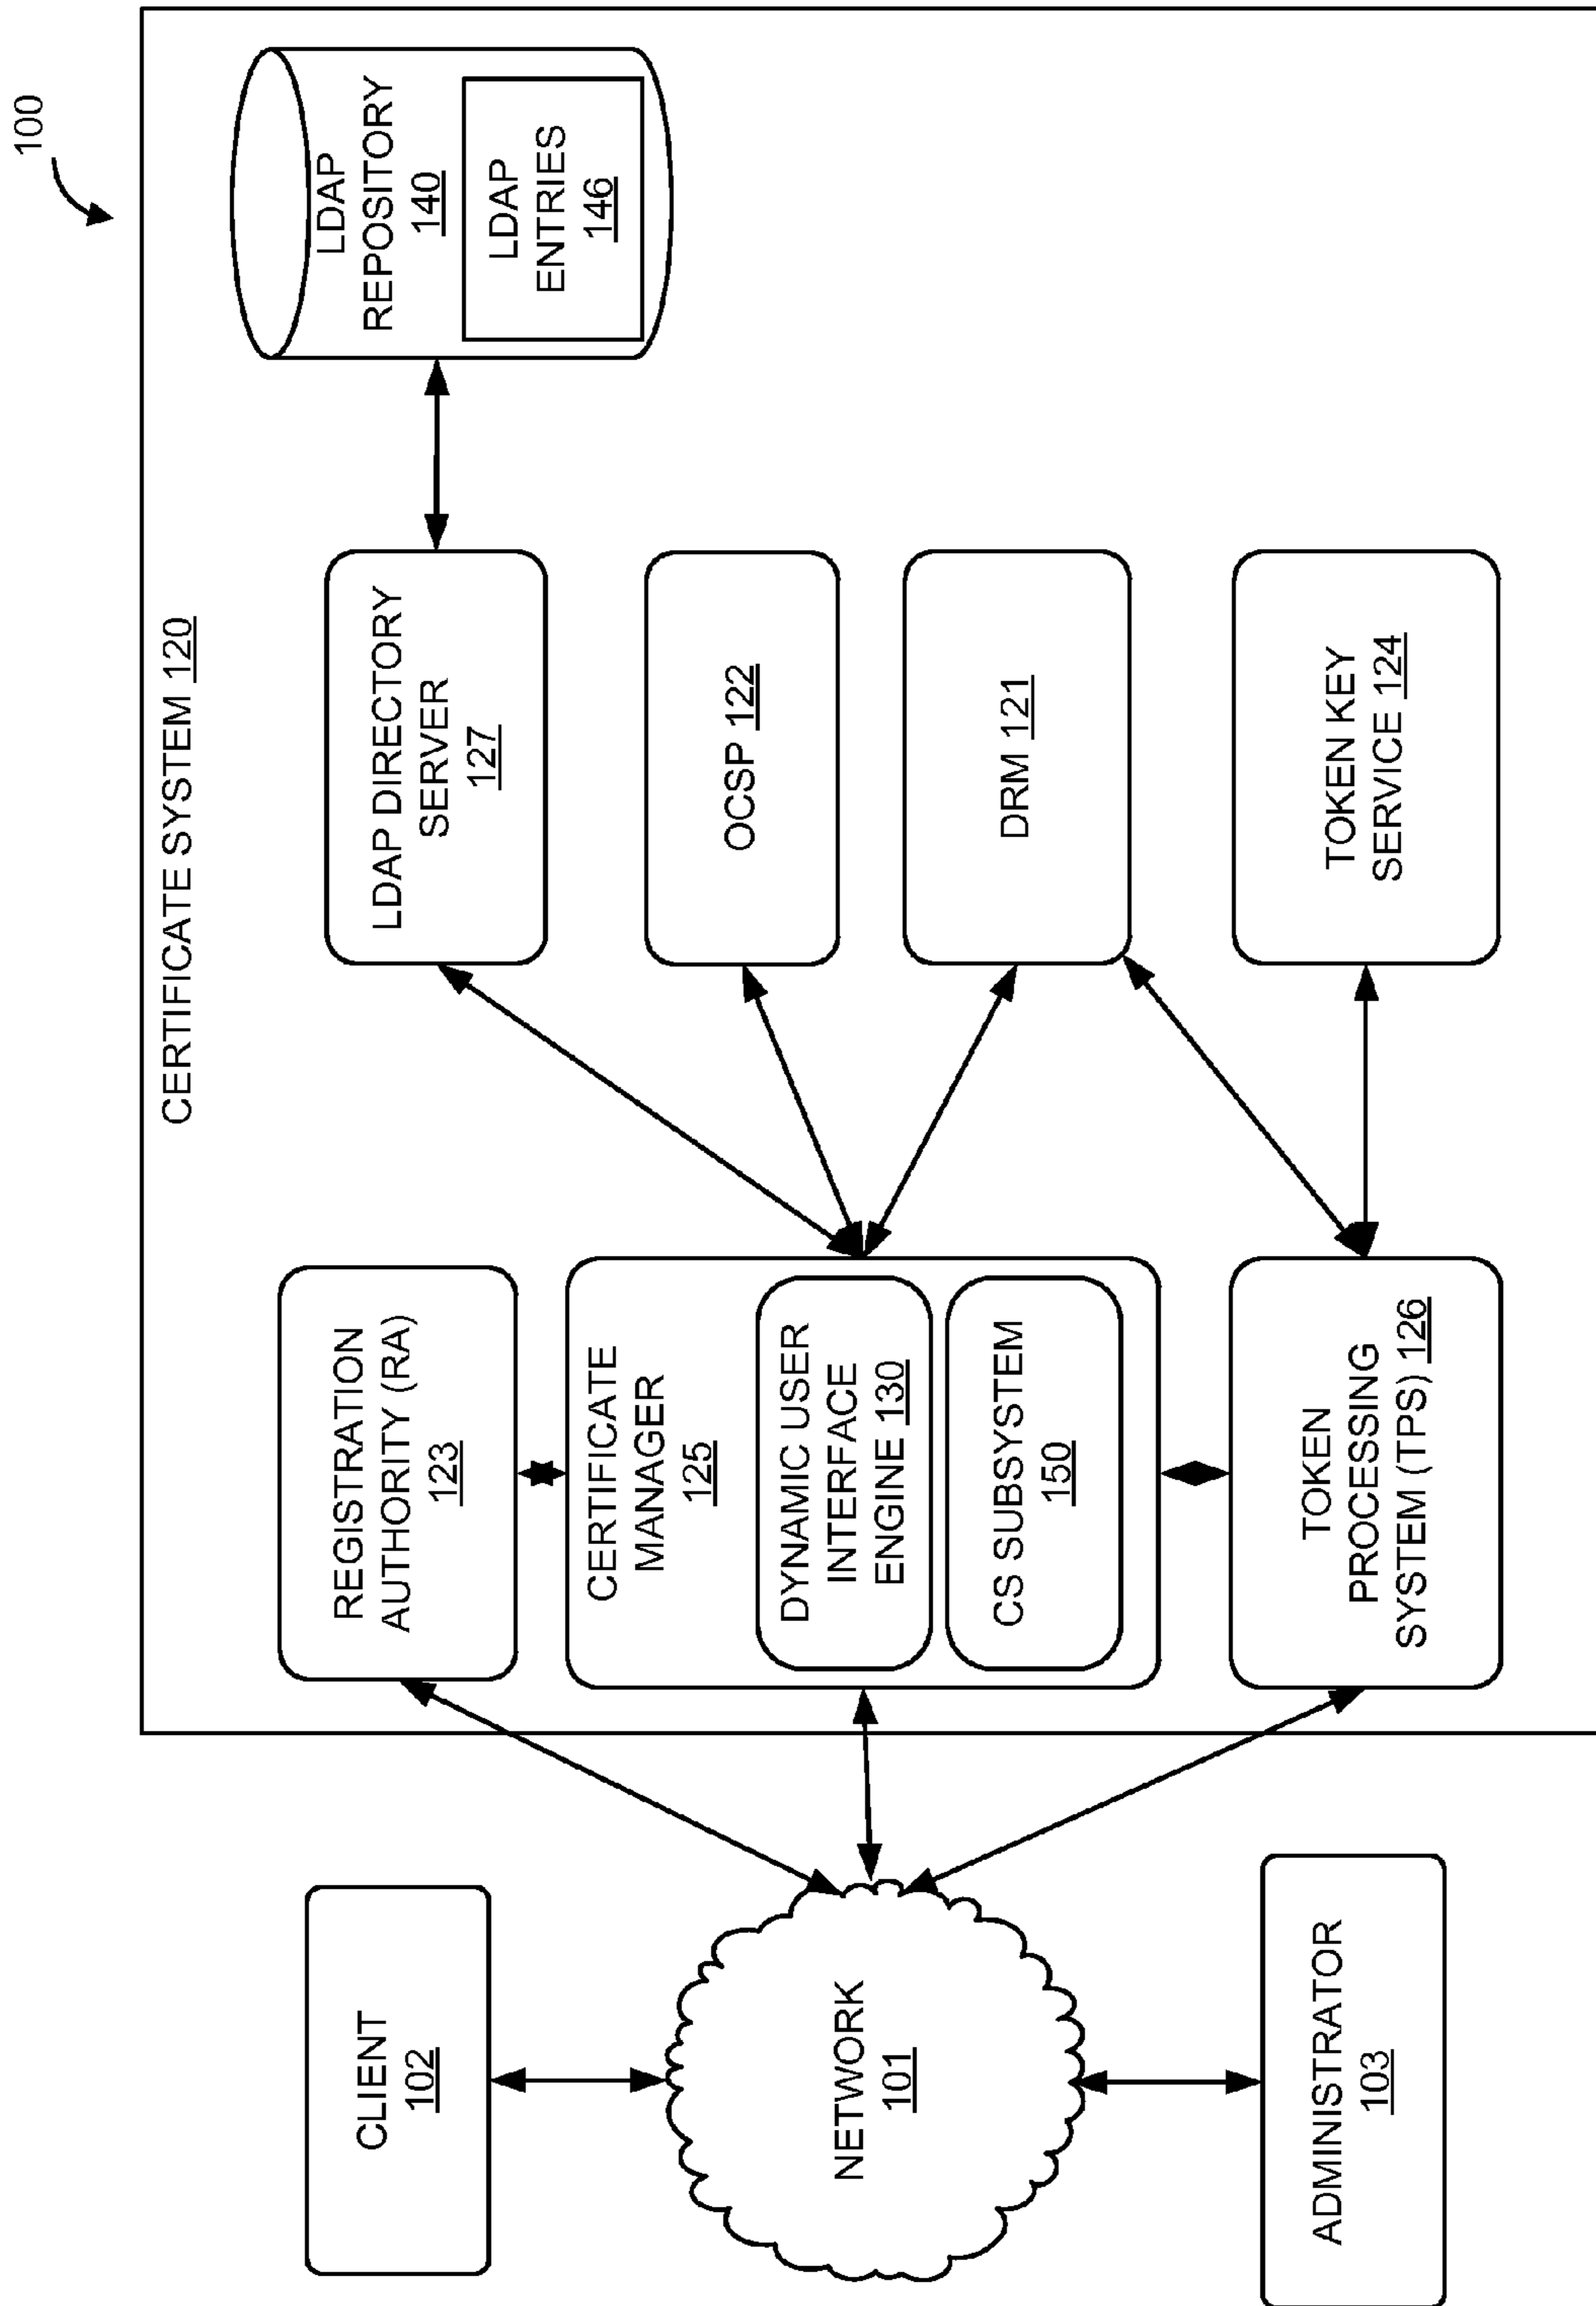 100
CERTIFICATE SYSTEM 120
CLIENT
102
NETWORK
101
ADMINISTRATOR
103
REGISTRATION
AUTHORITY (RA)
123
CERTIFICATE
MANAGER
125
DYNAMIC USER
INTERFACE
ENGINE 130
CS SUBSYSTEM
150
TOKEN
PROCESSING
SYSTEM (TPS) 126
LDAP DIRECTORY
SERVER
127
OCSP 122
DRM 121
TOKEN KEY
SERVICE 124
LDAP
REPOSITORY
140
LDAP
ENTRIES
146